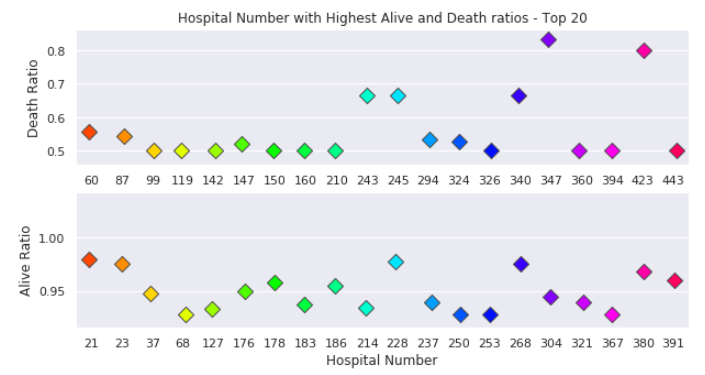 Hospital Number with Highest Alive and Death ratios - Top 20
Death Ratio
0.8
0.7
0.6
0.5
60 87 99 119 142 147 150 160 210 243 245 294 324 326 340 347 360 394 423 443
Alive Ratio
1.00
0.95
21 23 37 68 127 176 178 183 186 214 228 237 250 253 268 304 321 367 380 391
Hospital Number